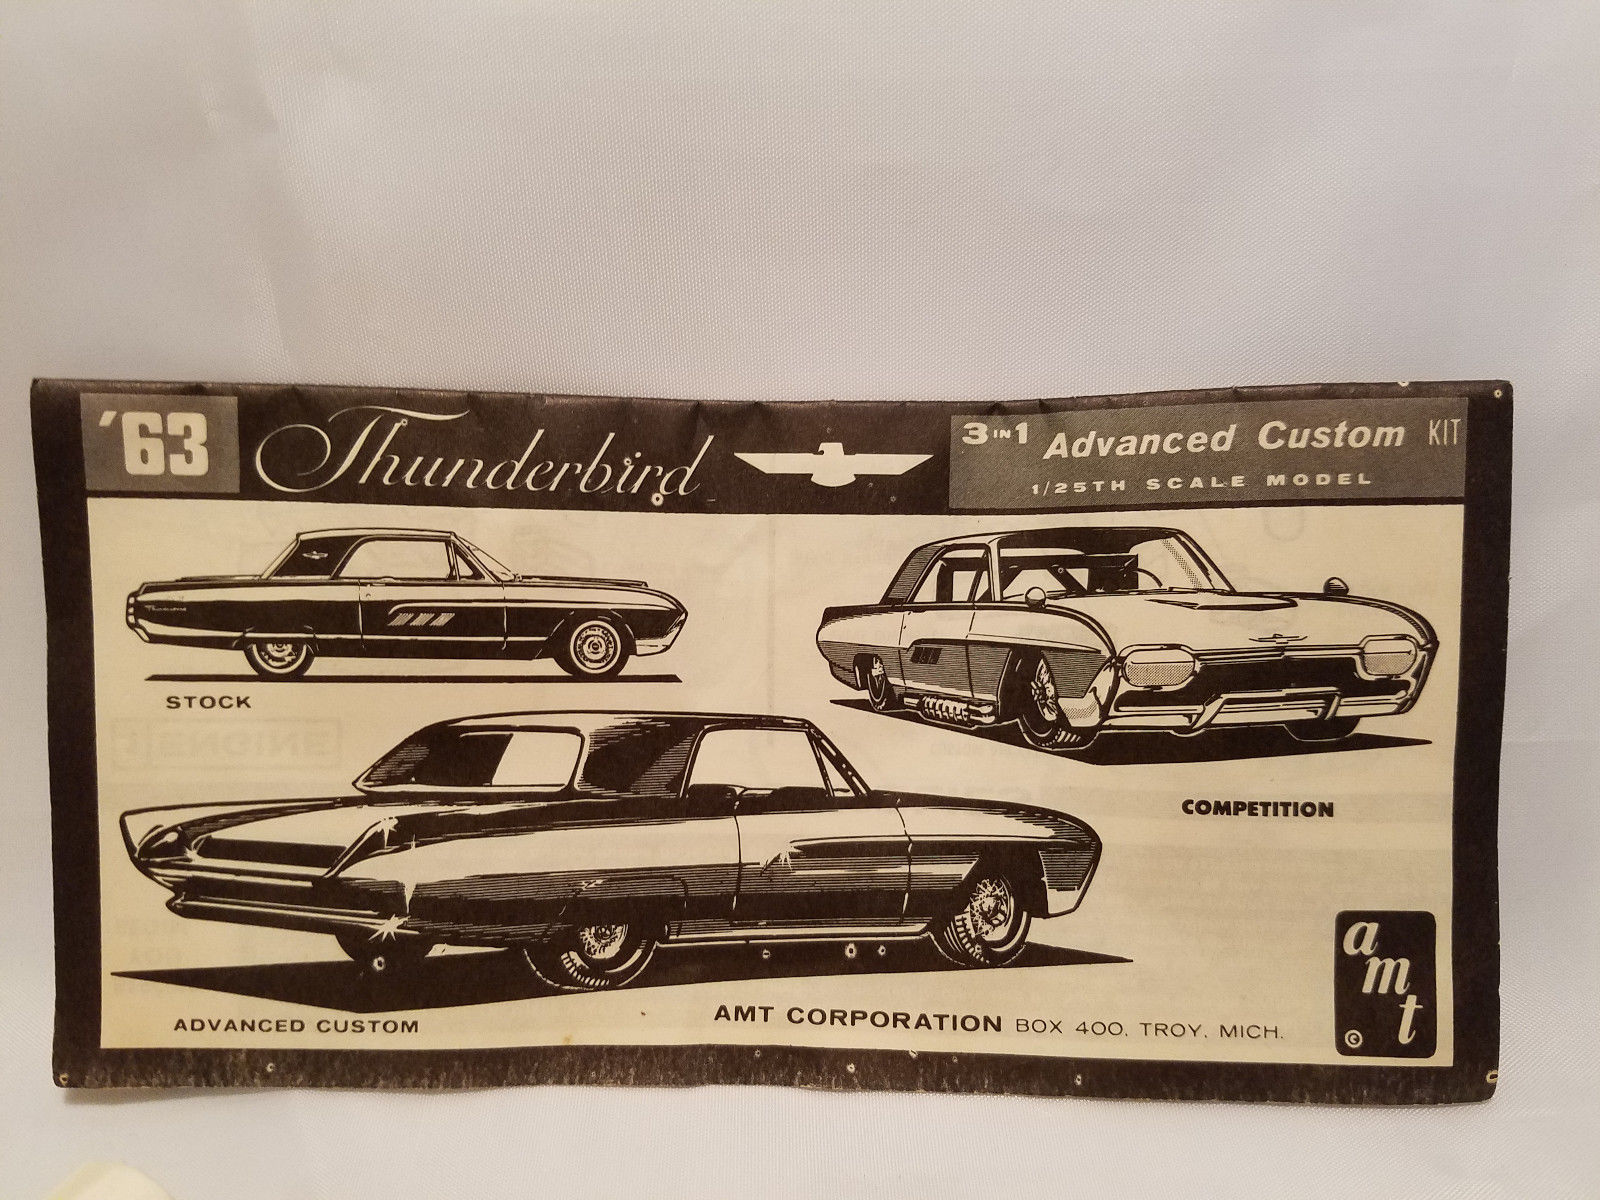 '63 Thunderbird
3 IN 1 Advanced Custom KIT
1/25TH SCALE MODEL
Thunderbird
STOCK
COMPETITION
ADVANCED CUSTOM
AMT CORPORATION BOX 400, TROY, MICH.
amt
©